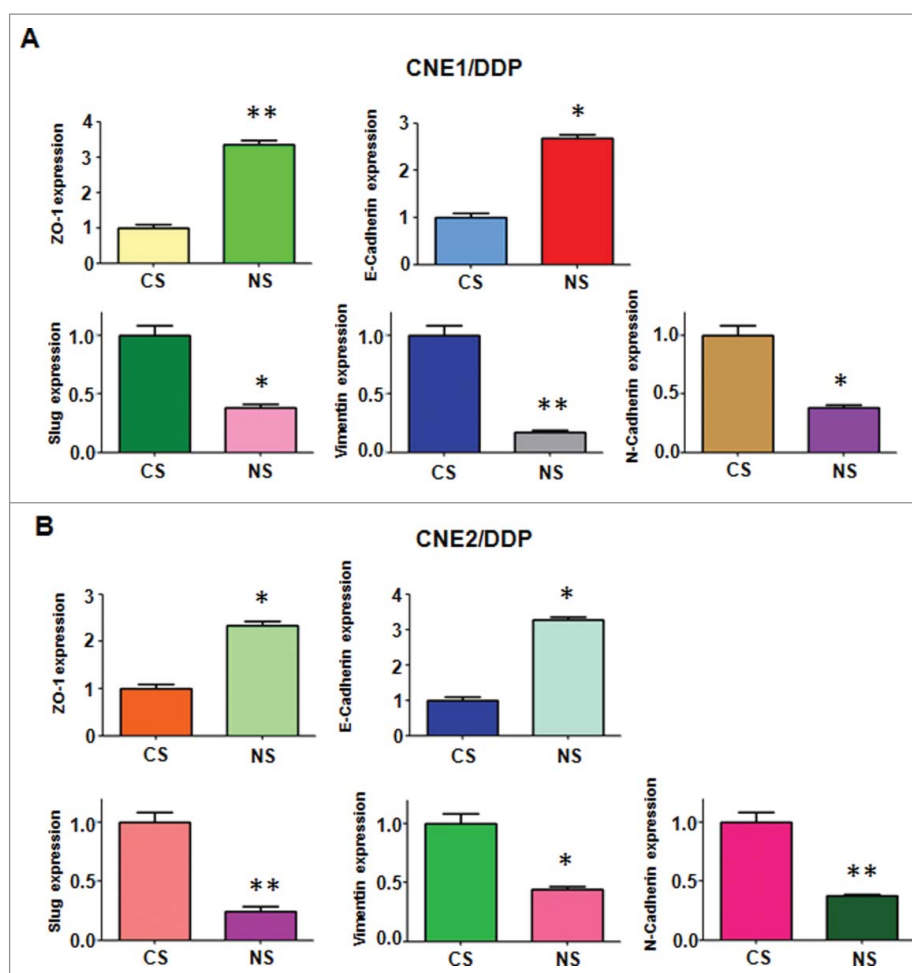 A
CNE1/DDP
ZO-1 expression
4
3
2
1
0
**
CS
NS
E-Cadherin expression
3
2
1
0
*
CS
NS
Slug expression
1.0
0.5
0.0
*
CS
NS
Vimentin expression
1.0
0.5
0.0
**
CS
NS
N-Cadherin expression
1.0
0.5
0.0
*
CS
NS
B
CNE2/DDP
ZO-1 expression
3
2
1
0
*
CS
NS
E-Cadherin expression
4
3
2
1
0
*
CS
NS
Slug expression
1.0
0.5
0.0
**
CS
NS
Vimentin expression
1.0
0.5
0.0
*
CS
NS
N-Cadherin expression
1.0
0.5
0.0
**
CS
NS